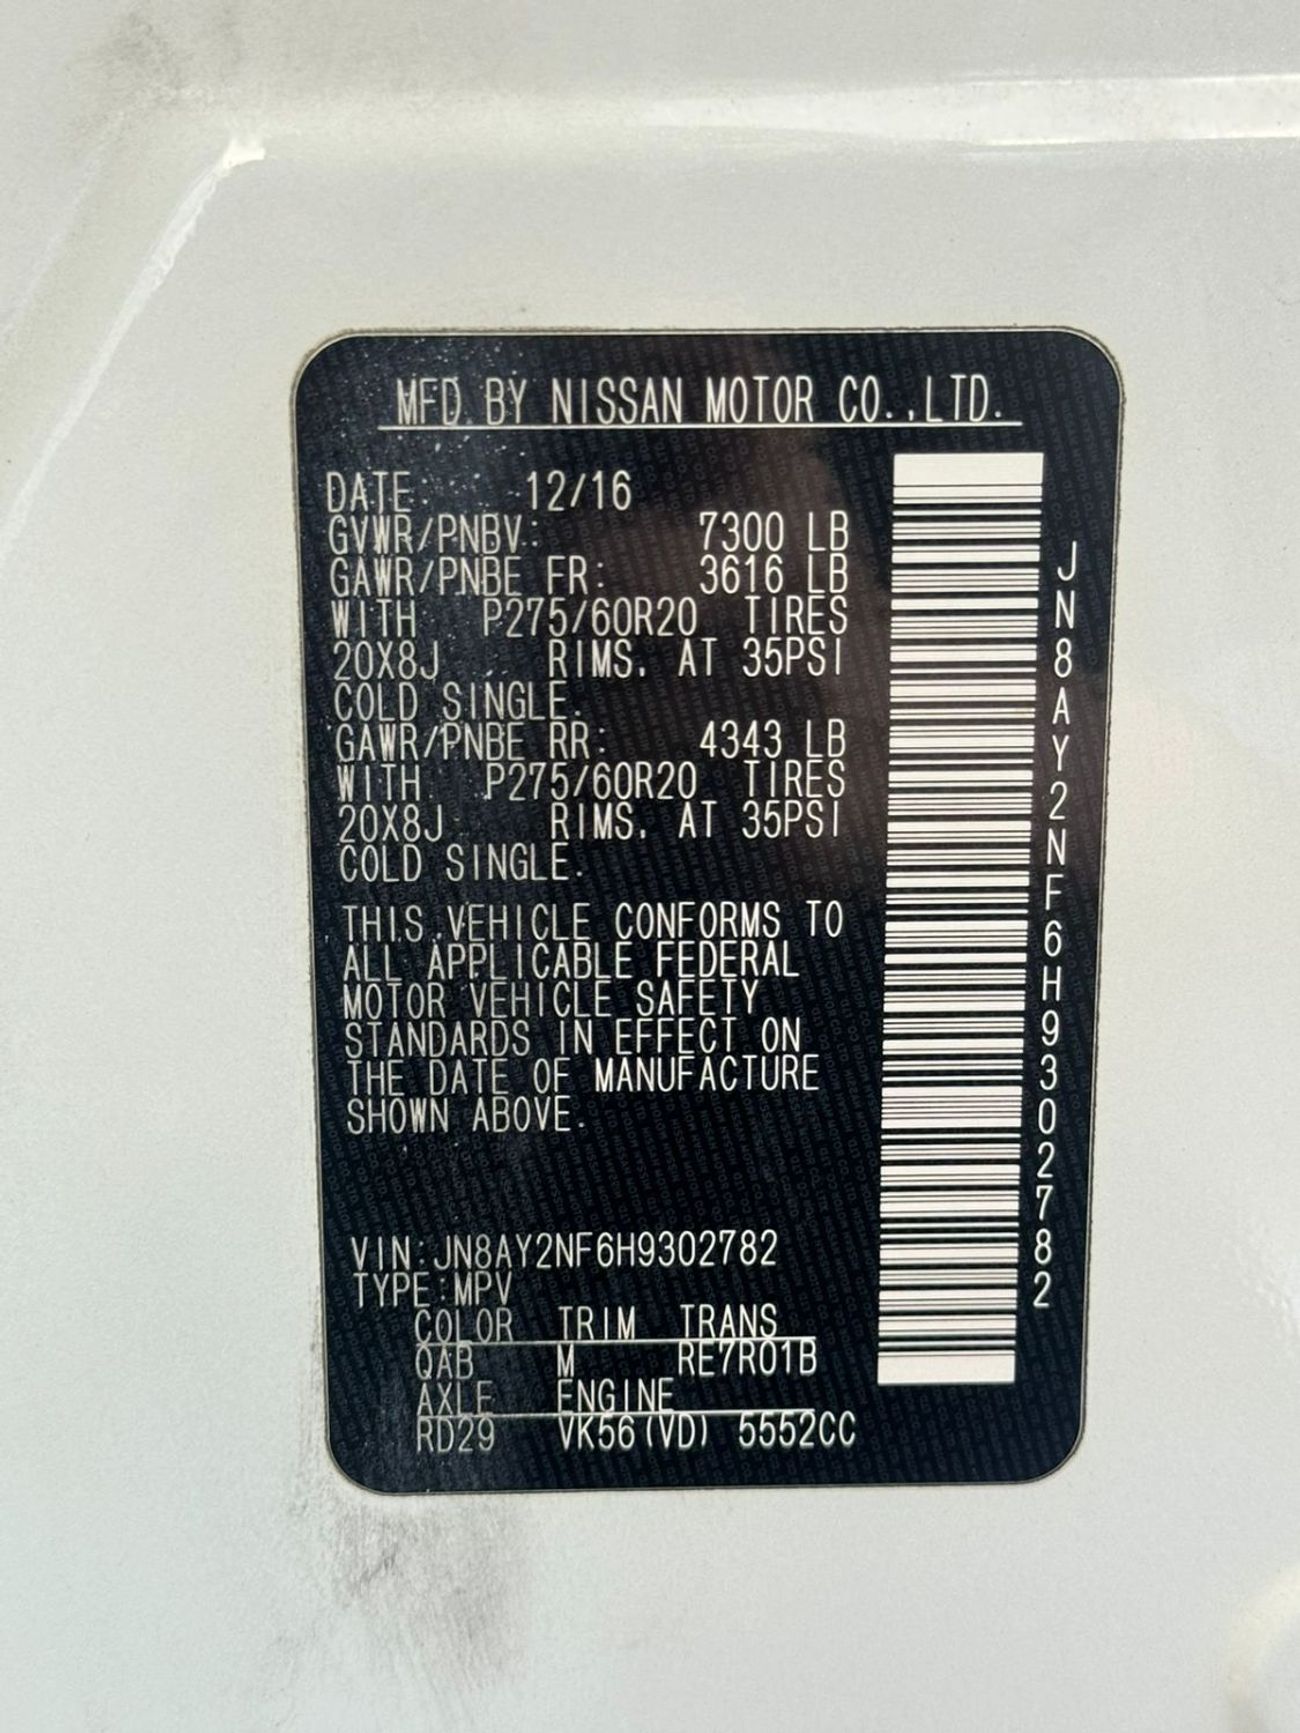 MFD. BY NISSAN MOTOR CO.,LTD.
DATE: 12/16
GVWR/PNBV: 7300 LB
GAWR/PNBE FR: 3616 LB
WITH P275/60R20 TIRES
20X8J RIMS. AT 35PSI
COLD SINGLE.
GAWR/PNBE RR: 4343 LB
WITH P275/60R20 TIRES
20X8J RIMS. AT 35PSI
COLD SINGLE.
THIS VEHICLE CONFORMS TO
ALL APPLICABLE FEDERAL
MOTOR VEHICLE SAFETY
STANDARDS IN EFFECT ON
THE DATE OF MANUFACTURE
SHOWN ABOVE.
VIN:JN8AY2NF6H9302782
TYPE:MPV
COLOR TRIM TRANS
QAB M RE7R01B
AXLE ENGINE
RD29 VK56(VD) 5552CC
JN8AY2NF6H9302782